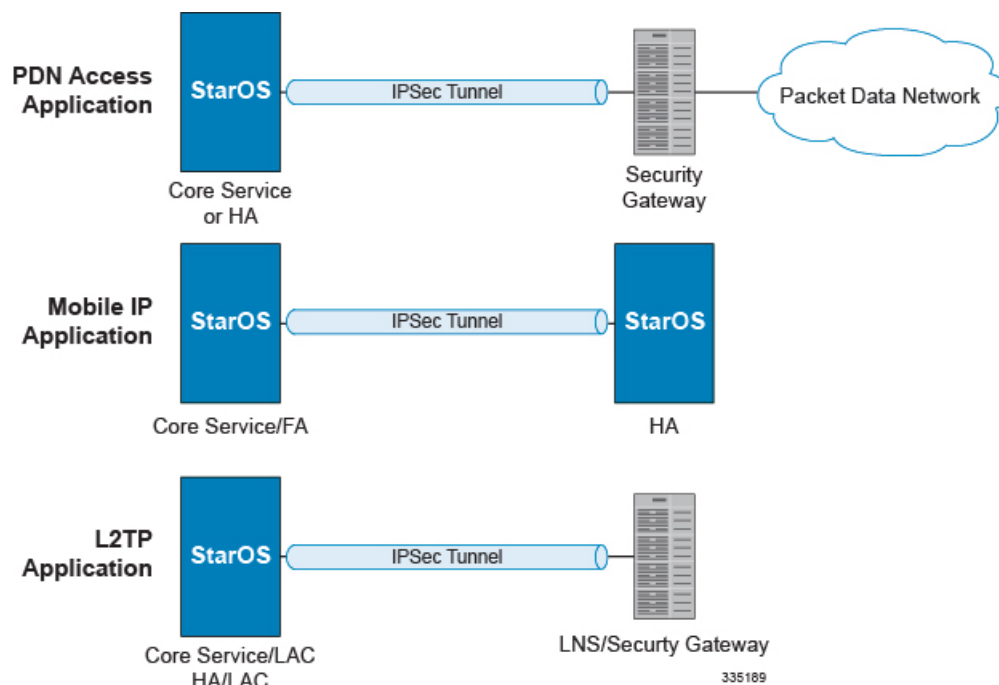 PDN Access
Application
StarOS
IPSec Tunnel
Packet Data Network
Core Service
or HA
Security
Gateway
Mobile IP
Application
StarOS
IPSec Tunnel
StarOS
Core Service/FA
HA
L2TP
Application
StarOS
IPSec Tunnel
Core Service/LAC
HA/LAC
LNS/Securty Gateway
335189